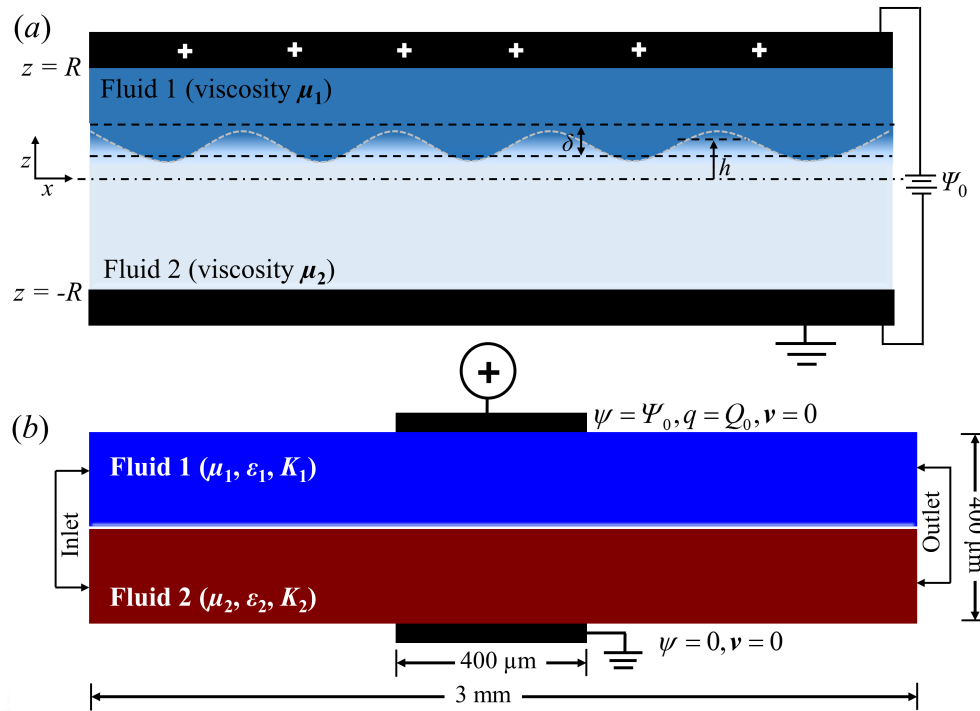 (a)
+ + + + + +
z = R
Fluid 1 (viscosity μ₁)
δ
z
h
x
Ψ₀
Fluid 2 (viscosity μ₂)
z = -R
+
(b)
ψ = Ψ₀, q = Q₀, v = 0
Fluid 1 (μ₁, ε₁, K₁)
Inlet
Outlet
400 μm
Fluid 2 (μ₂, ε₂, K₂)
ψ = 0, v = 0
400 μm
3 mm